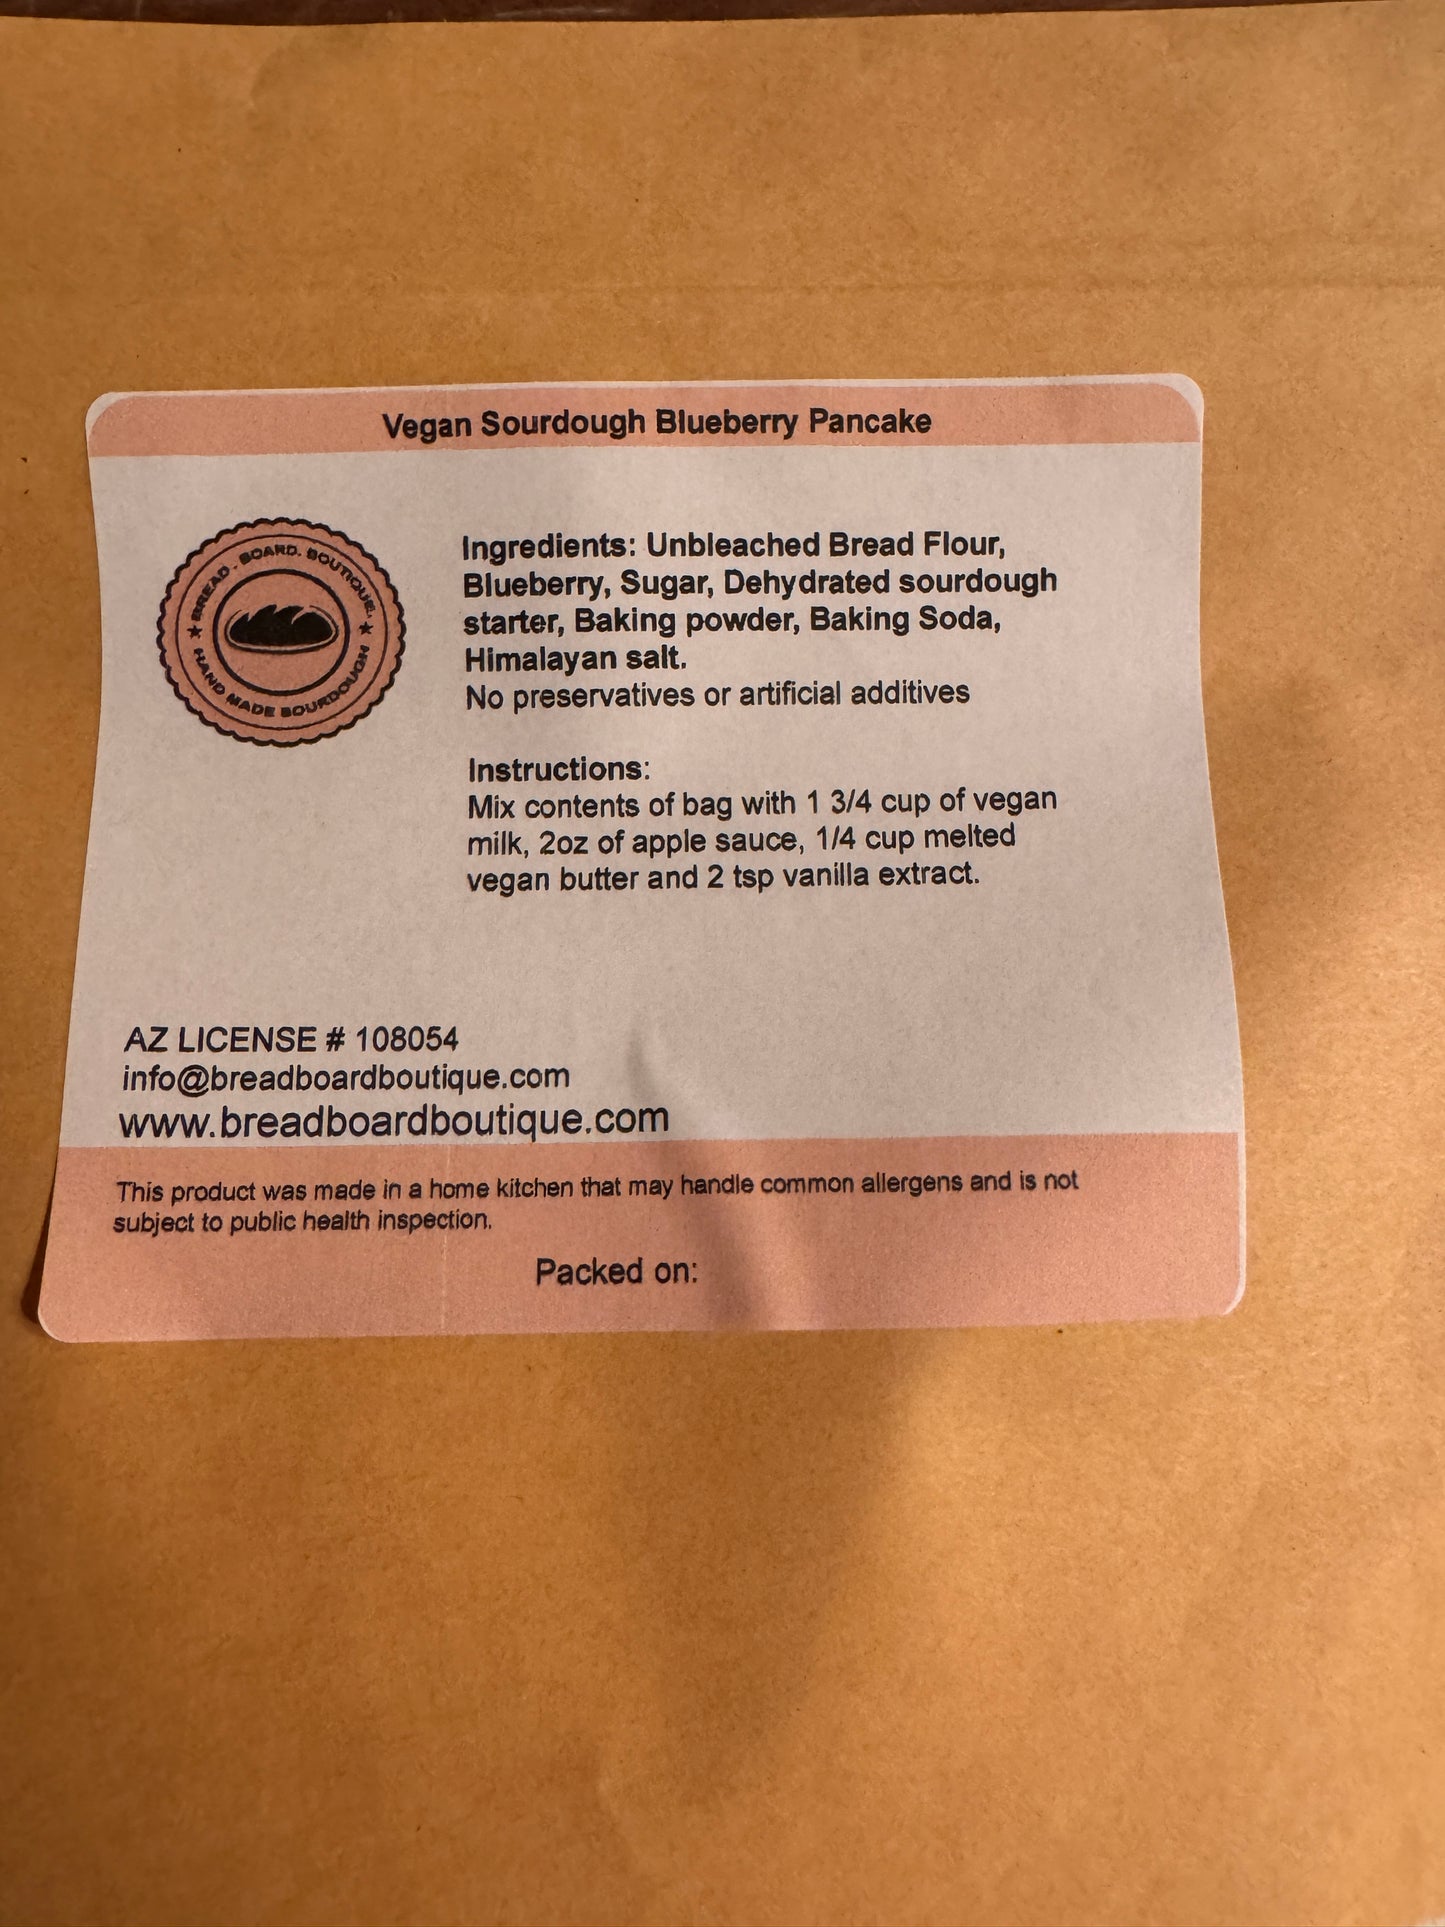 Vegan Sourdough Blueberry Pancake
BREAD. BOARD. BOUTIQUE.
HAND MADE SOURDOUGH
Ingredients: Unbleached Bread Flour,
Blueberry, Sugar, Dehydrated sourdough
starter, Baking powder, Baking Soda,
Himalayan salt.
No preservatives or artificial additives
Instructions:
Mix contents of bag with 1 3/4 cup of vegan
milk, 2oz of apple sauce, 1/4 cup melted
vegan butter and 2 tsp vanilla extract.
AZ LICENSE # 108054
info@breadboardboutique.com
www.breadboardboutique.com
This product was made in a home kitchen that may handle common allergens and is not
subject to public health inspection.
Packed on: